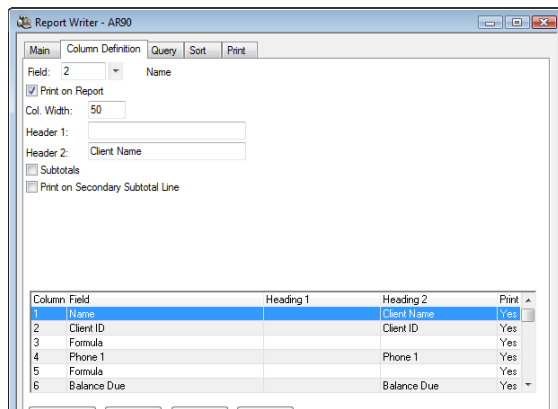 Report Writer - AR90
Main Column Definition Query Sort Print
Field: 2 Name
Print on Report
Col. Width: 50
Header 1:
Header 2: Client Name
Subtotals
Print on Secondary Subtotal Line
Column Field Heading 1 Heading 2 Print
1 Name Client Name Yes
2 Client ID Client ID Yes
3 Formula Yes
4 Phone 1 Phone 1 Yes
5 Formula Yes
6 Balance Due Balance Due Yes